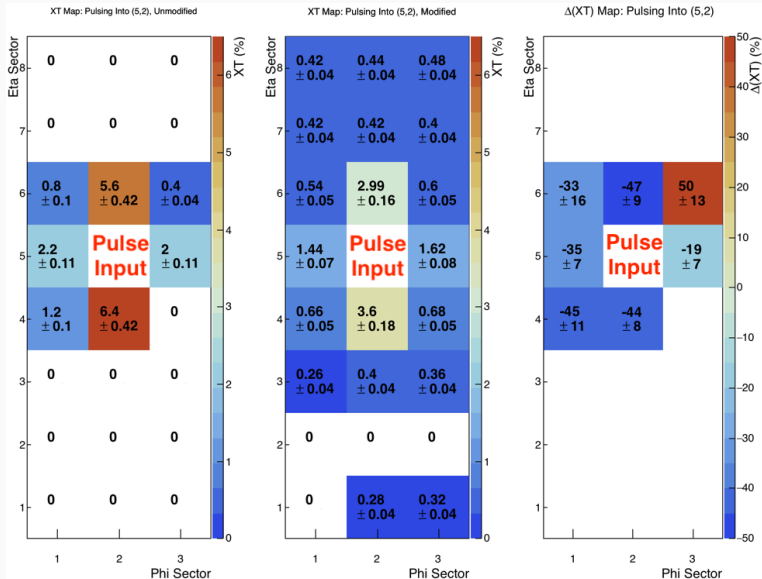 XT Map: Pulsing Into (5,2), Unmodified
Eta Sector
XT (%)
8
0 0 0
7
0 0 0
6
0.8 5.6 0.4
± 0.1 ± 0.42 ± 0.04
5
2.2 Pulse 2
± 0.11 Input ± 0.11
4
1.2 6.4 0
± 0.1 ± 0.42
3
0 0 0
2
0 0 0
1
0 0 0
1 2 3
Phi Sector
6
5
4
3
2
1
0
XT Map: Pulsing Into (5,2), Modified
Eta Sector
XT (%)
8
0.42 0.44 0.48
± 0.04 ± 0.04 ± 0.04
7
0.42 0.42 0.4
± 0.04 ± 0.04 ± 0.04
6
0.54 2.99 0.6
± 0.05 ± 0.16 ± 0.05
5
1.44 Pulse 1.62
± 0.07 Input ± 0.08
4
0.66 3.6 0.68
± 0.05 ± 0.18 ± 0.05
3
0.26 0.4 0.36
± 0.04 ± 0.04 ± 0.04
2
0 0 0
1
0 0.28 0.32
± 0.04 ± 0.04
1 2 3
Phi Sector
6
5
4
3
2
1
0
Δ(XT) Map: Pulsing Into (5,2)
Eta Sector
Δ(XT) (%)
8
7
6
-33 -47 50
± 16 ± 9 ± 13
5
-35 Pulse -19
± 7 Input ± 7
4
-45 -44
± 11 ± 8
3
2
1
1 2 3
Phi Sector
50
40
30
20
10
0
−10
−20
−30
−40
−50